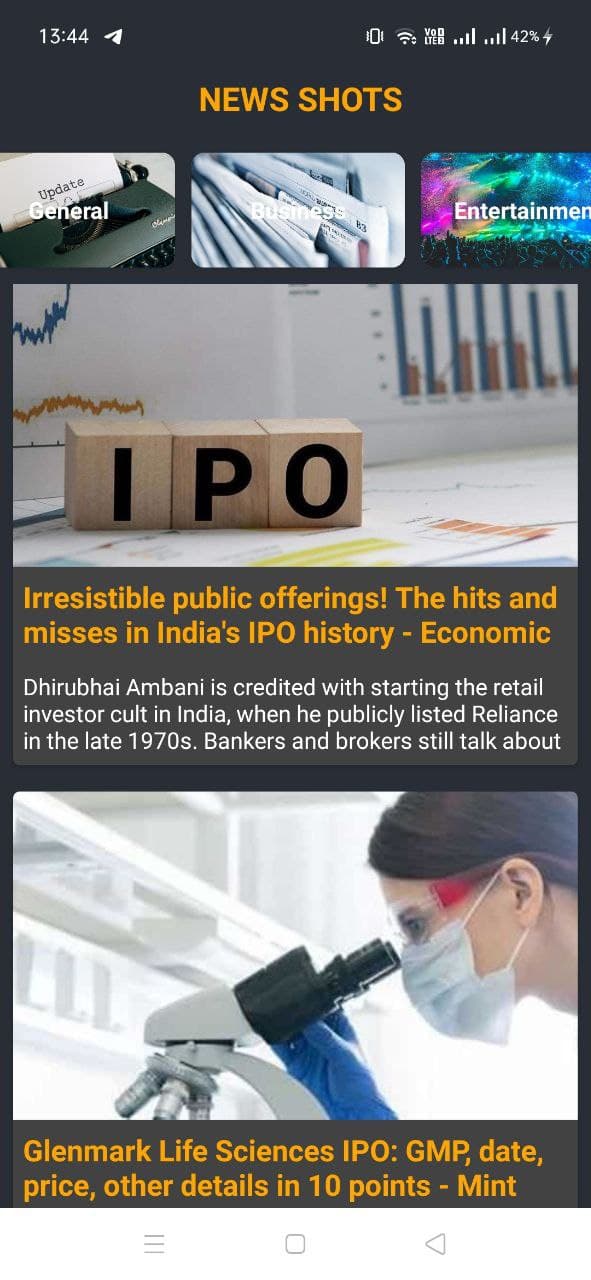 13:44
VoD
LTE2
42%
NEWS SHOTS
Update
General
Business
B3
Entertainmen
I P O
Irresistible public offerings! The hits and
misses in India's IPO history - Economic
Dhirubhai Ambani is credited with starting the retail
investor cult in India, when he publicly listed Reliance
in the late 1970s. Bankers and brokers still talk about
Glenmark Life Sciences IPO: GMP, date,
price, other details in 10 points - Mint